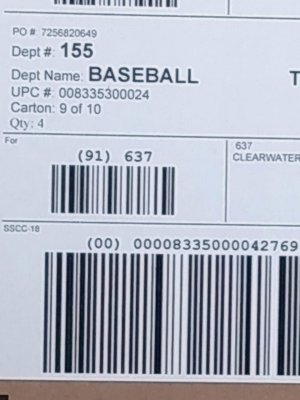 PO #: 7256820649
Dept #: 155
Dept Name: BASEBALL
UPC #: 008335300024
Carton: 9 of 10
Qty: 4
For
(91) 637
637
CLEARWATER
SSCC-18
(00) 00008335000042769